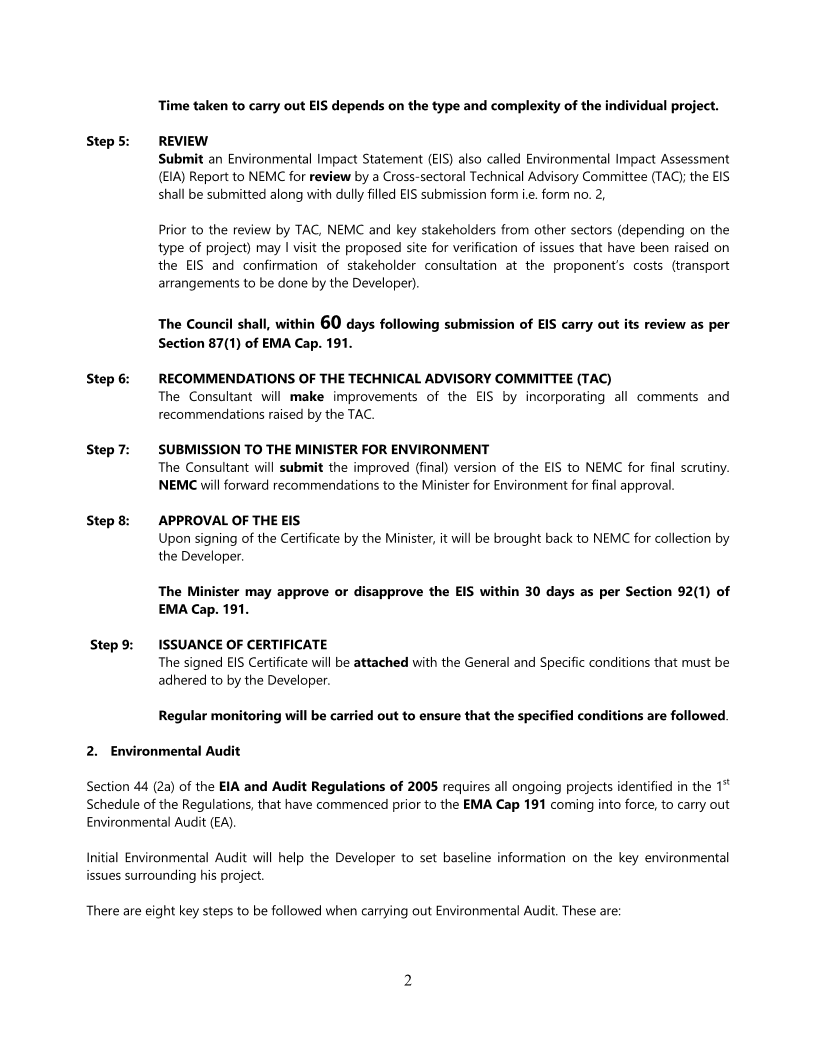 Time taken to carry out EIS depends on the type and complexity of the individual project.
Step 5: REVIEW
Submit an Environmental Impact Statement (EIS) also called Environmental Impact Assessment
(EIA) Report to NEMC for review by a Cross-sectoral Technical Advisory Committee (TAC); the EIS
shall be submitted along with dully filled EIS submission form i.e. form no. 2,
Prior to the review by TAC, NEMC and key stakeholders from other sectors (depending on the
type of project) may l visit the proposed site for verification of issues that have been raised on
the EIS and confirmation of stakeholder consultation at the proponent's costs (transport
arrangements to be done by the Developer).
The Council shall, within 60 days following submission of EIS carry out its review as per
Section 87(1) of EMA Cap. 191.
Step 6: RECOMMENDATIONS OF THE TECHNICAL ADVISORY COMMITTEE (TAC)
The Consultant will make improvements of the EIS by incorporating all comments and
recommendations raised by the TAC.
Step 7: SUBMISSION TO THE MINISTER FOR ENVIRONMENT
The Consultant will submit the improved (final) version of the EIS to NEMC for final scrutiny.
NEMC will forward recommendations to the Minister for Environment for final approval.
Step 8: APPROVAL OF THE EIS
Upon signing of the Certificate by the Minister, it will be brought back to NEMC for collection by
the Developer.
The Minister may approve or disapprove the EIS within 30 days as per Section 92(1) of
EMA Cap. 191.
Step 9: ISSUANCE OF CERTIFICATE
The signed EIS Certificate will be attached with the General and Specific conditions that must be
adhered to by the Developer.
Regular monitoring will be carried out to ensure that the specified conditions are followed.
2. Environmental Audit
Section 44 (2a) of the EIA and Audit Regulations of 2005 requires all ongoing projects identified in the 1st
Schedule of the Regulations, that have commenced prior to the EMA Cap 191 coming into force, to carry out
Environmental Audit (EA).
Initial Environmental Audit will help the Developer to set baseline information on the key environmental
issues surrounding his project.
There are eight key steps to be followed when carrying out Environmental Audit. These are:
2